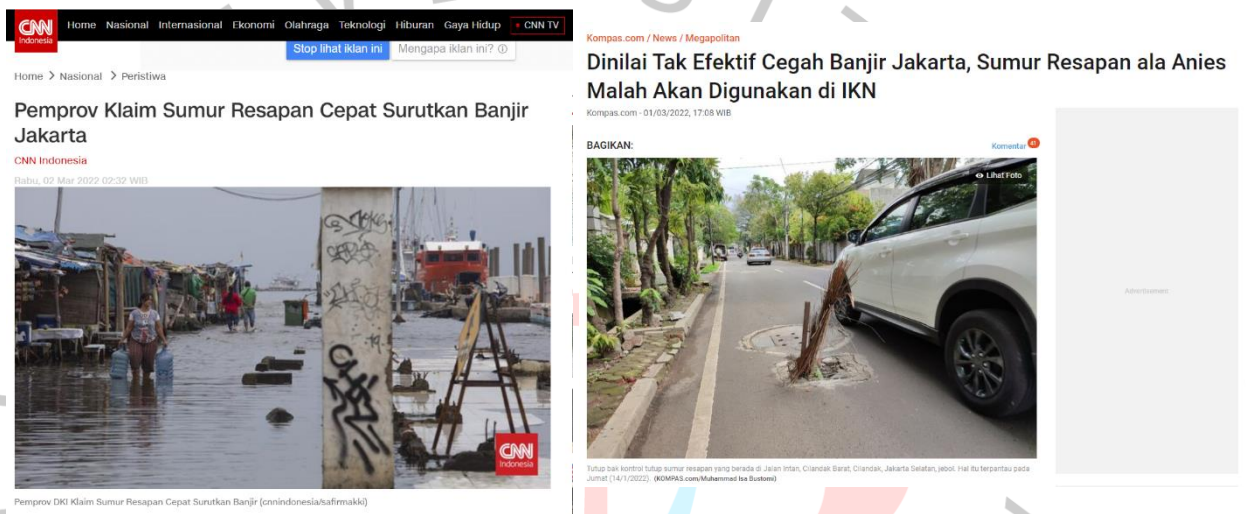 CNN
Indonesia
Home Nasional Internasional Ekonomi Olahraga Teknologi Hiburan Gaya Hidup • CNN TV
Stop lihat iklan ini Mengapa iklan ini? ⓘ
Home > Nasional > Peristiwa
Pemprov Klaim Sumur Resapan Cepat Surutkan Banjir
Jakarta
CNN Indonesia
Rabu, 02 Mar 2022 02:32 WIB
CNN
Indonesia
Pemprov DKI Klaim Sumur Resapan Cepat Surutkan Banjir (cnnindonesia/safirmakki)
Kompas.com / News / Megapolitan
Dinilai Tak Efektif Cegah Banjir Jakarta, Sumur Resapan ala Anies
Malah Akan Digunakan di IKN
Kompas.com - 01/03/2022, 17:08 WIB
BAGIKAN:
Komentar 41
Lihat Foto
Advertisement
Tutup bak kontrol tutup sumur resapan yang berada di Jalan Intan, Cilandak Barat, Cilandak, Jakarta Selatan, jebol. Hal itu terpantau pada
Jumat (14/1/2022). (KOMPAS.com/Muhammad Isa Bustomi)